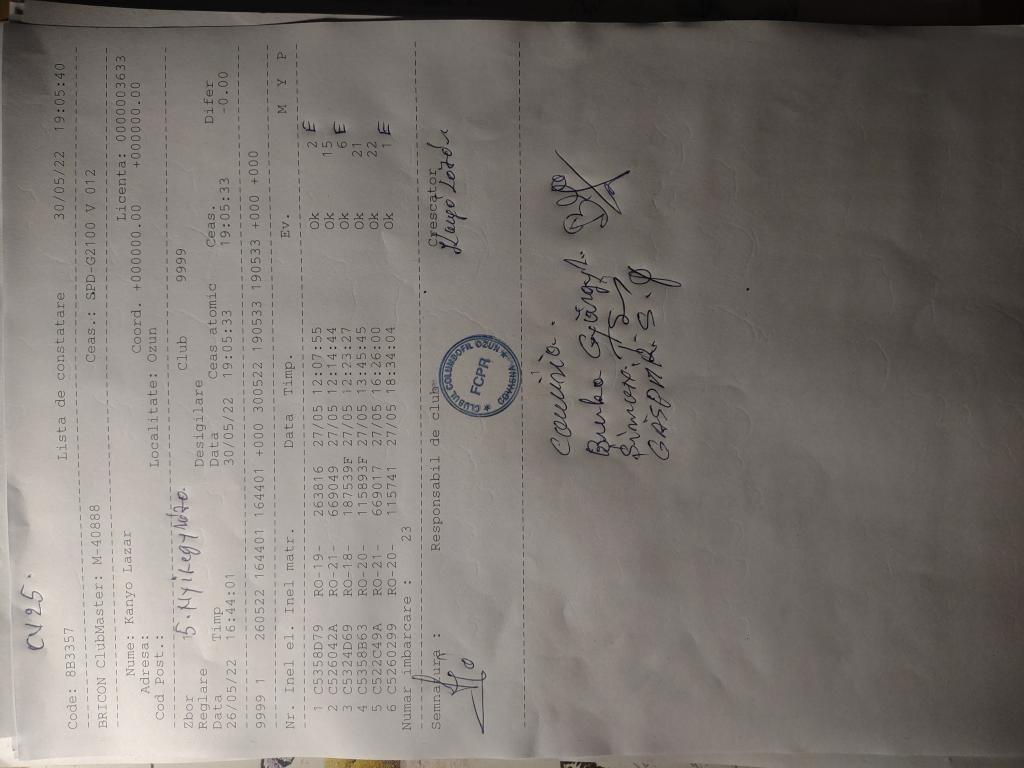 CV 25.
Code: 8B3357 Lista de constatare 30/05/22 19:05:40
BRICON ClubMaster: M-40888 Ceas.: SPD-G2100 V 012
Nume: Kanyo Lazar Licenta: 0000003633
Adresa: Coord. +000000.00 +000000.00
Cod Post.: Localitate: Ozun
Zbor 5. Nyiregyháza Club 9999
Reglare Desigilare
Data Timp Data Ceas atomic Ceas. Difer
26/05/22 16:44:01 30/05/22 19:05:33 19:05:33 -0.00
9999 1 260522 164401 164401 +000 300522 190533 190533 +000 +000
Nr. Inel el. Inel matr. Data Timp. Ev. M Y P
1 C5358D79 RO-19- 263816 27/05 12:07:55 Ok 2 E
2 C526042A RO-21- 669049 27/05 12:14:44 Ok 15
3 C5324D69 RO-18- 187539F 27/05 12:23:27 Ok 6 E
4 C5358B63 RO-20- 115893F 27/05 13:45:45 Ok 21
5 C522C49A RO-21- 669017 27/05 16:26:00 Ok 22
6 C5260299 RO-20- 115741 27/05 18:34:04 Ok 1 E
Numar imbarcare : 23
Semnatura : Responsabil de club Crescator
CLUBUL COLUMBOFIL OZUN
FCPR
COVASNA
comisia.